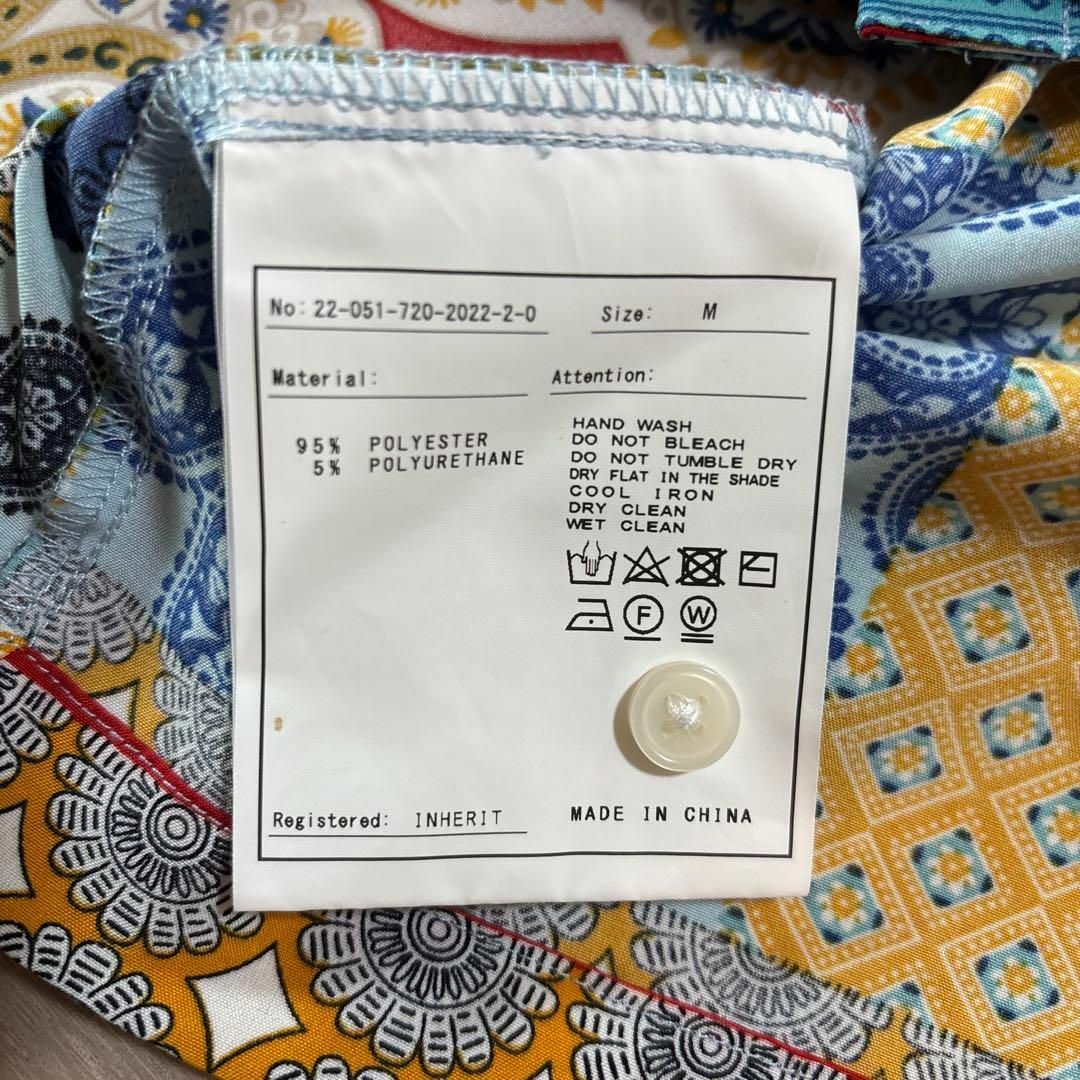 No: 22-051-720-2022-2-0
Size: M
Material:
95% POLYESTER
5% POLYURETHANE
Attention:
HAND WASH
DO NOT BLEACH
DO NOT TUMBLE DRY
DRY FLAT IN THE SHADE
COOL IRON
DRY CLEAN
WET CLEAN
F W
Registered: INHERIT
MADE IN CHINA